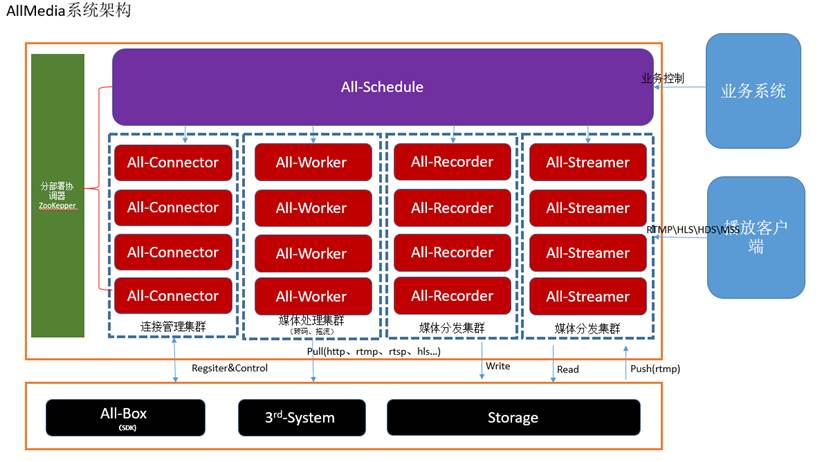 AllMedia系统架构
All-Schedule
业务控制
业务系统
分部署协
调器
ZooKepper
All-Connector
All-Worker
All-Recorder
All-Streamer
All-Connector
All-Worker
All-Recorder
All-Streamer
All-Connector
All-Worker
All-Recorder
All-Streamer
All-Connector
All-Worker
All-Recorder
All-Streamer
RTMP\HLS\HDS\MSS
播放客户
端
连接管理集群
媒体处理集群
(转码、拖流)
媒体分发集群
媒体分发集群
Pull(http、rtmp、rtsp、hls...)
Regsiter&Control
Write
Read
Push(rtmp)
All-Box
(SDK)
3rd-System
Storage